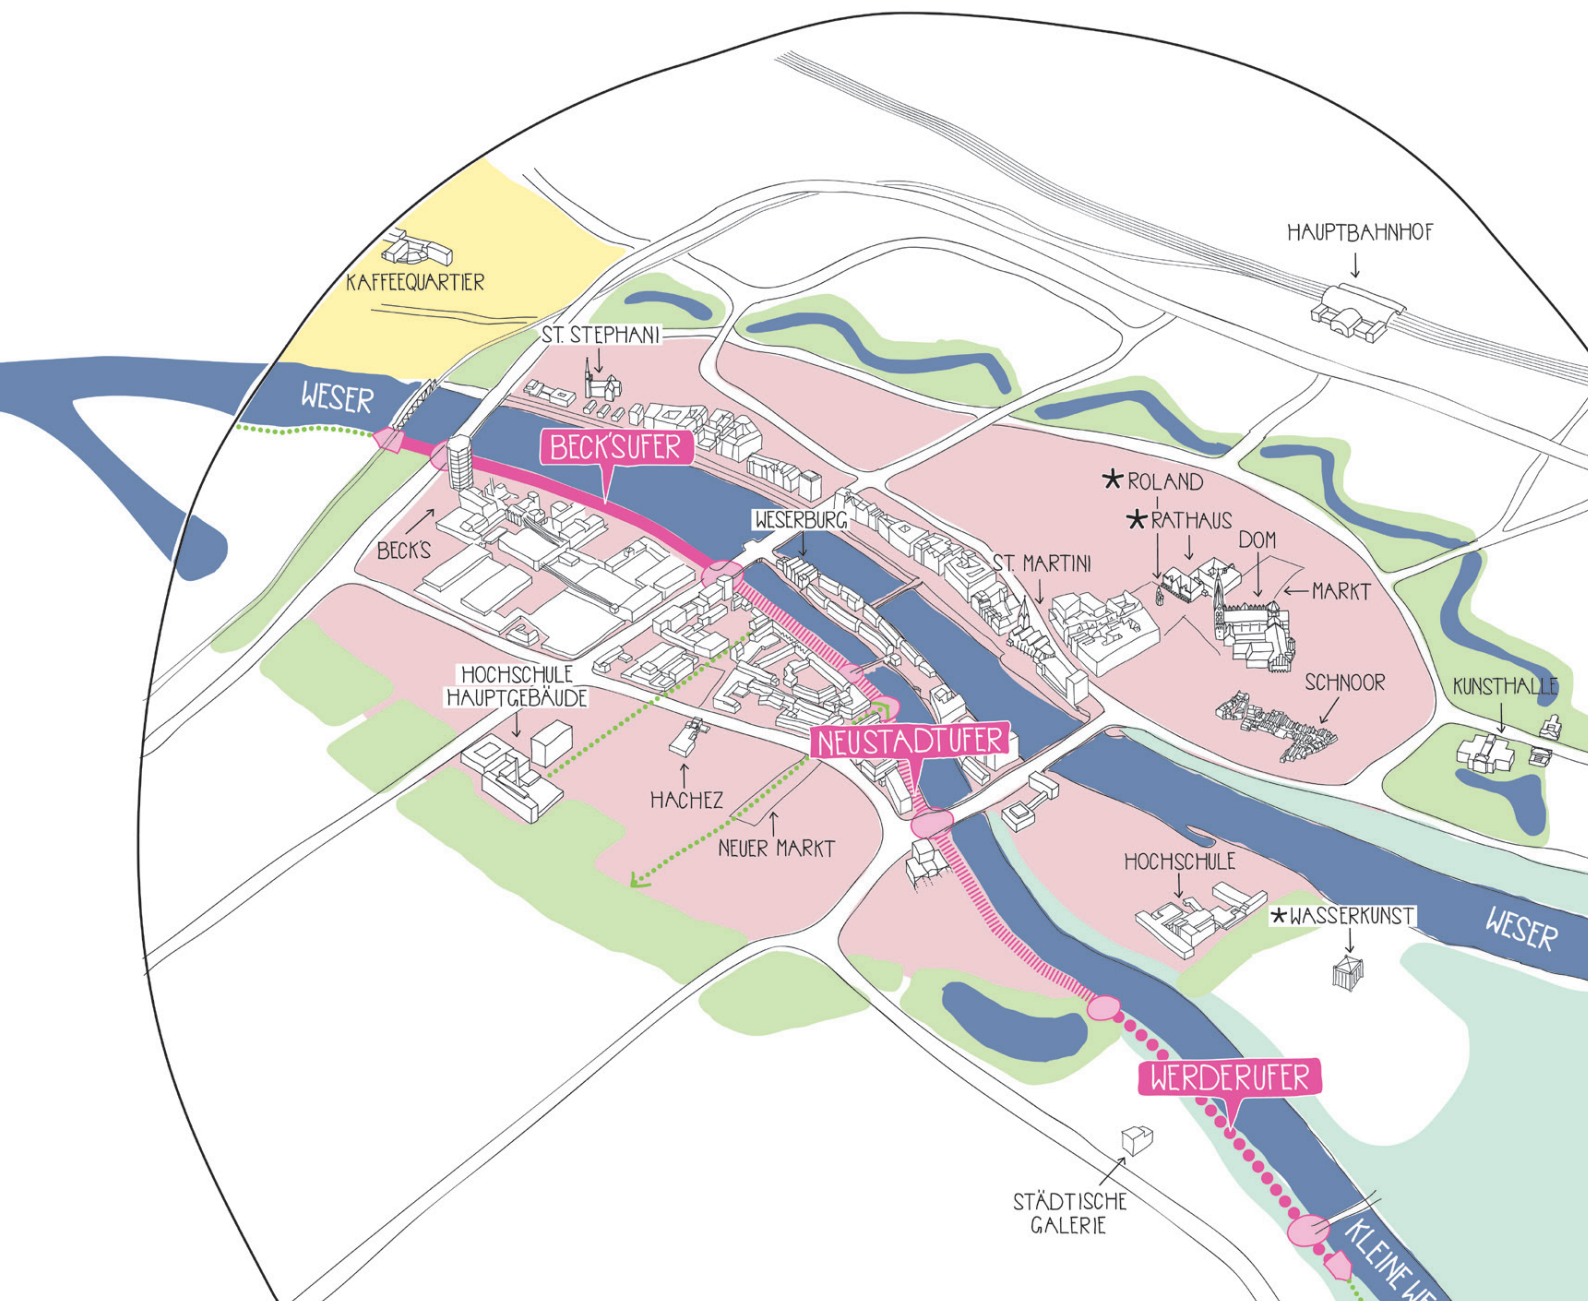 HAUPTBAHNHOF
KAFFEEQUARTIER
ST. STEPHANI
WESER
BECK'SUFER
*ROLAND
*RATHAUS
WESERBURG
DOM
BECK'S
ST. MARTINI
MARKT
HOCHSCHULE
HAUPTGEBÄUDE
SCHNOOR
KUNSTHALLE
NEUSTADTUFER
HACHEZ
NEUER MARKT
HOCHSCHULE
*WASSERKUNST
WESER
WERDERUFER
STÄDTISCHE
GALERIE
KLEINE WE